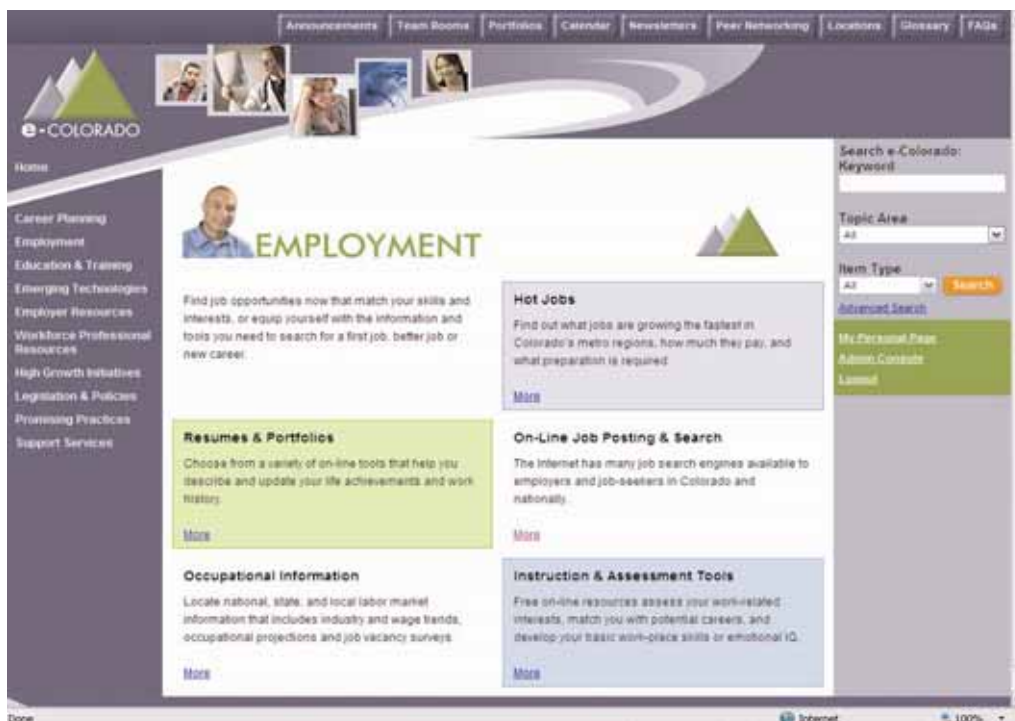 Announcements Team Rooms Portfolios Calendar Newsletters Peer Networking Locations Glossary FAQs
e-COLORADO
Home
Career Planning
Employment
Education & Training
Emerging Technologies
Employer Resources
Workforce Professional
Resources
High Growth Initiatives
Legislation & Policies
Promising Practices
Support Services
EMPLOYMENT
Find job opportunities now that match your skills and
interests, or equip yourself with the information and
tools you need to search for a first job, better job or
new career.
Hot Jobs
Find out what jobs are growing the fastest in
Colorado's metro regions, how much they pay, and
what preparation is required
More
Resumes & Portfolios
Choose from a variety of on-line tools that help you
describe and update your life achievements and work
history.
More
On-Line Job Posting & Search
The Internet has many job search engines available to
employers and job-seekers in Colorado and
nationally.
More
Occupational Information
Locate national, state, and local labor market
information that includes industry and wage trends,
occupational projections and job vacancy surveys
More
Instruction & Assessment Tools
Free on-line resources assess your work-related
interests, match you with potential careers, and
develop your basic work-place skills or emotional IQ.
More
Search e-Colorado:
Keyword
Topic Area
All
Item Type
All Search
Advanced Search
My Personal Page
Admin Console
Logout
Done Internet 100%